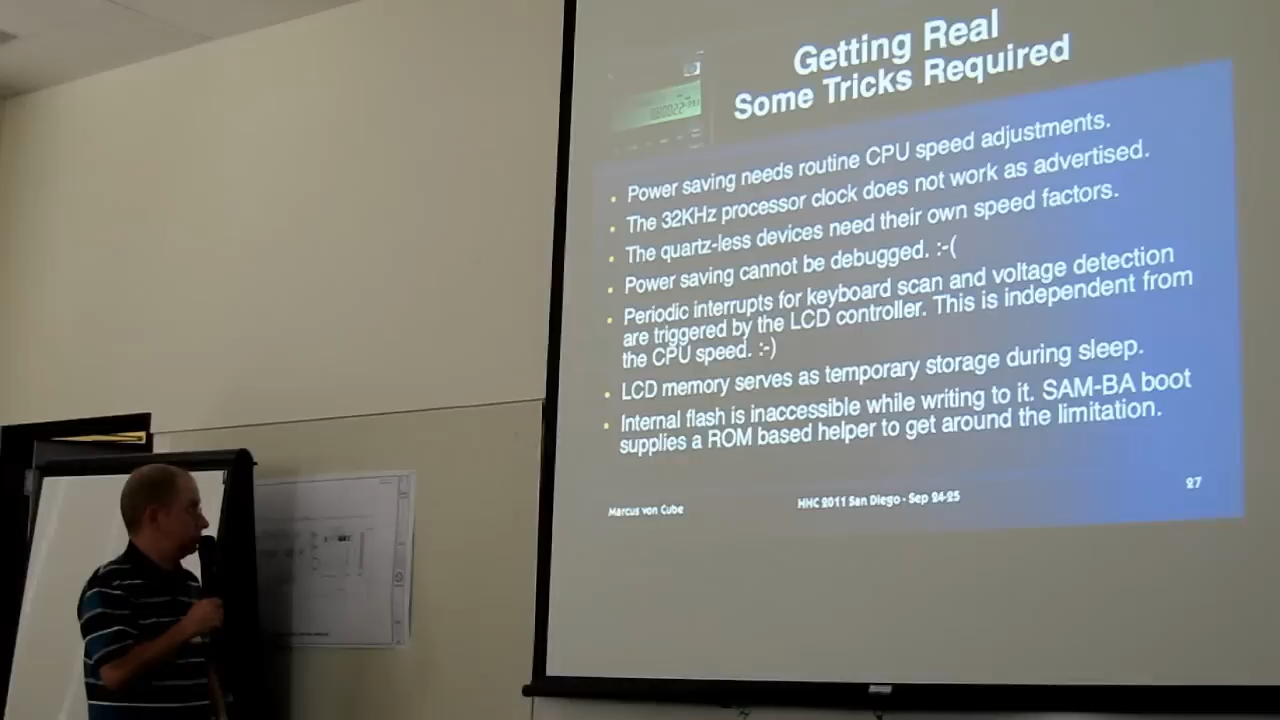 Getting Real
Some Tricks Required
Power saving needs routine CPU speed adjustments.
The 32KHz processor clock does not work as advertised.
The quartz-less devices need their own speed factors.
Power saving cannot be debugged. :-(
Periodic interrupts for keyboard scan and voltage detection
are triggered by the LCD controller. This is independent from
the CPU speed. :-)
LCD memory serves as temporary storage during sleep.
Internal flash is inaccessible while writing to it. SAM-BA boot
supplies a ROM based helper to get around the limitation.
Marcus von Cube
HHC 2011 San Diego - Sep 24-25
27